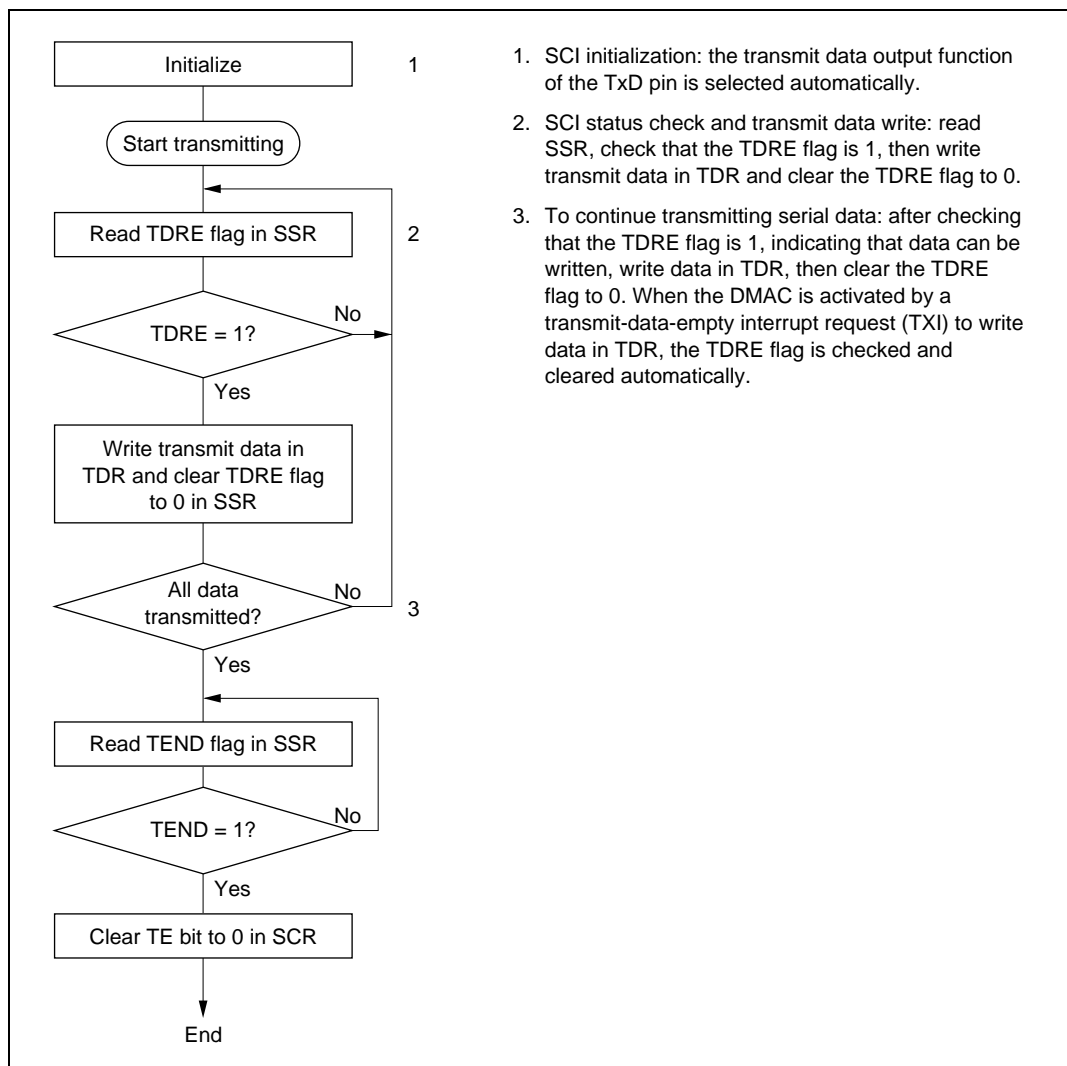 Initialize
1
Start transmitting
Read TDRE flag in SSR
2
TDRE = 1?
No
Yes
Write transmit data in
TDR and clear TDRE flag
to 0 in SSR
All data
transmitted?
No
3
Yes
Read TEND flag in SSR
TEND = 1?
No
Yes
Clear TE bit to 0 in SCR
End
1. SCI initialization: the transmit data output function
of the TxD pin is selected automatically.
2. SCI status check and transmit data write: read
SSR, check that the TDRE flag is 1, then write
transmit data in TDR and clear the TDRE flag to 0.
3. To continue transmitting serial data: after checking
that the TDRE flag is 1, indicating that data can be
written, write data in TDR, then clear the TDRE
flag to 0. When the DMAC is activated by a
transmit-data-empty interrupt request (TXI) to write
data in TDR, the TDRE flag is checked and
cleared automatically.